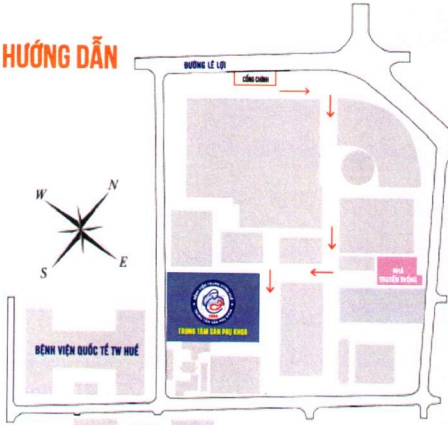 HƯỚNG DẪN
ĐƯỜNG LÊ LỢI
CỔNG CHÍNH
N
W
E
S
NHÀ
TRUYỀN THỐNG
TRUNG TÂM SẢN PHỤ KHOA
BỆNH VIỆN QUỐC TẾ TW HUẾ